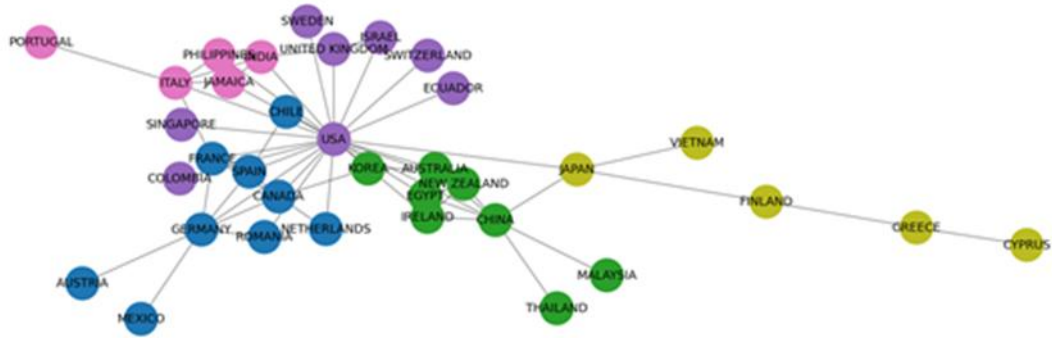 SWEDEN
PORTUGAL
ISRAEL
UNITED KINGDOM
PHILIPPINES
INDIA
SWITZERLAND
ITALY
JAMAICA
ECUADOR
CHILE
SINGAPORE
USA
VIETNAM
FRANCE
SPAIN
KOREA
AUSTRALIA
JAPAN
COLOMBIA
NEW ZEALAND
CANADA
EGYPT
FINLAND
IRELAND
CHINA
GERMANY
ROMANIA
NETHERLANDS
GREECE
CYPRUS
MALAYSIA
AUSTRIA
THAILAND
MEXICO